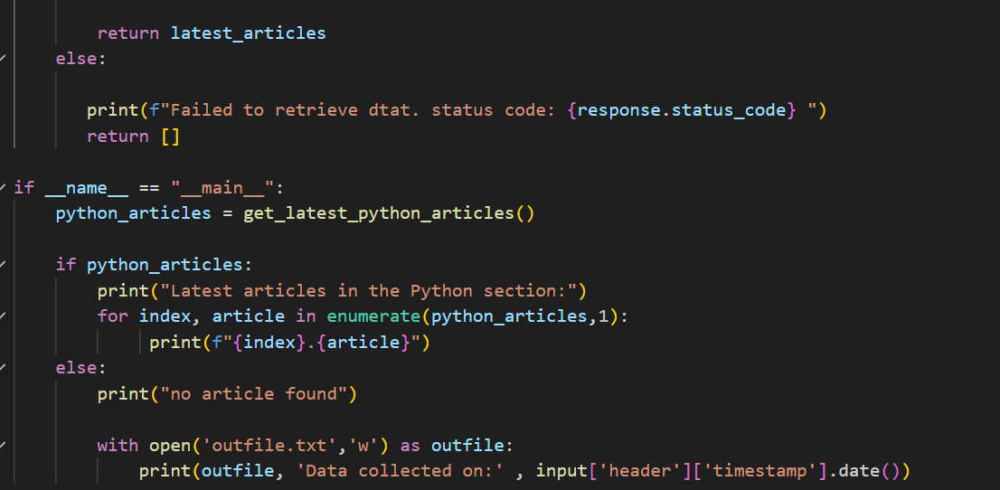 return latest_articles
else:
print(f"Failed to retrieve dtat. status code: {response.status_code} ")
return []
if __name__ == "__main__":
python_articles = get_latest_python_articles()
if python_articles:
print("Latest articles in the Python section:")
for index, article in enumerate(python_articles,1):
print(f"{index}.{article}")
else:
print("no article found")
with open('outfile.txt','w') as outfile:
print(outfile, 'Data collected on:' , input['header']['timestamp'].date())